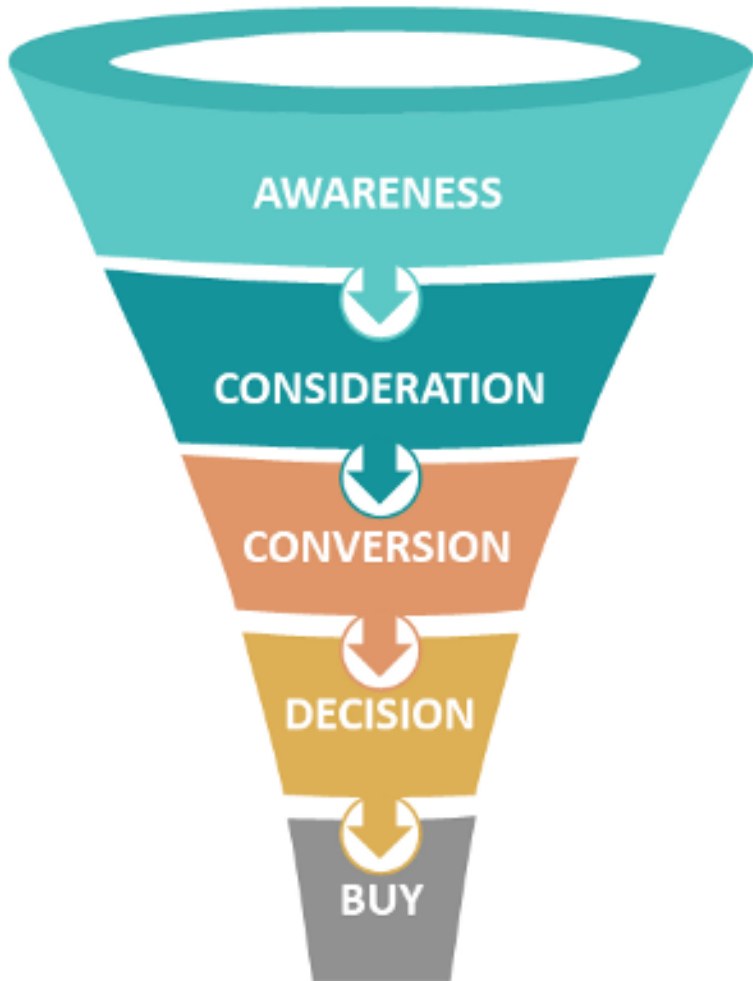 AWARENESS
CONSIDERATION
CONVERSION
DECISION
BUY